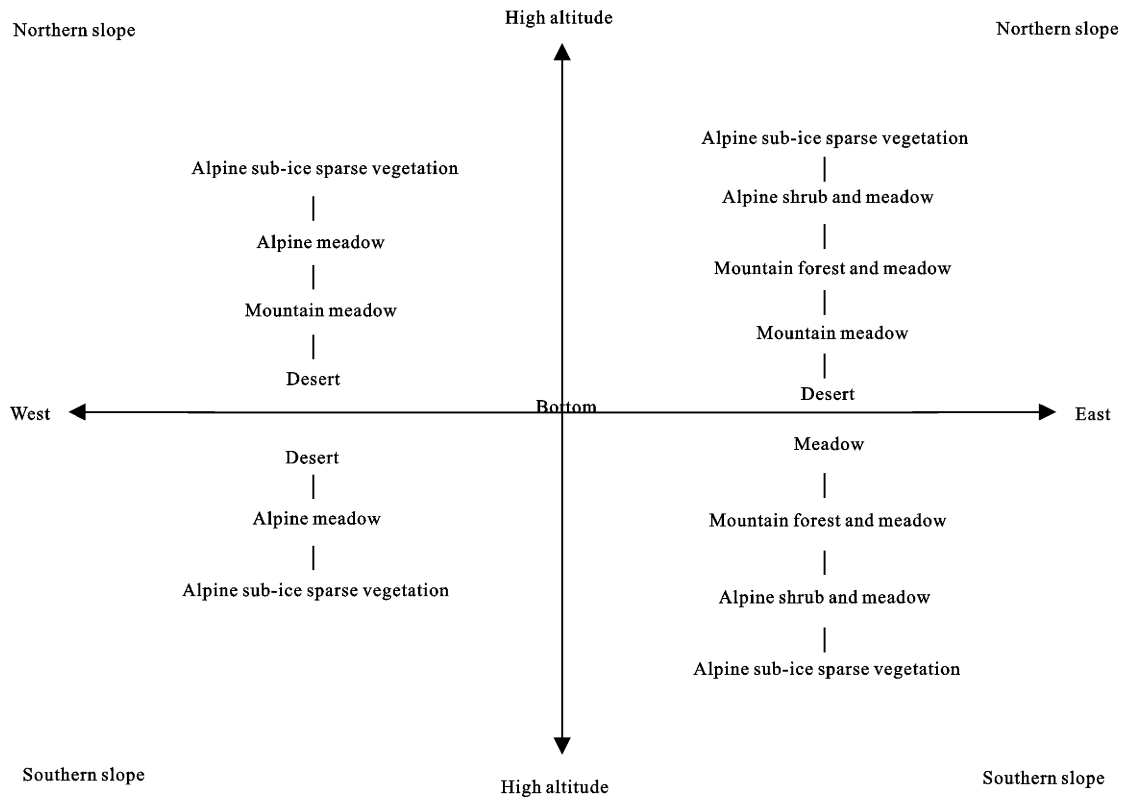 High altitude
Northern slope
Northern slope
Alpine sub-ice sparse vegetation
Alpine meadow
Mountain meadow
Desert
Alpine sub-ice sparse vegetation
Alpine shrub and meadow
Mountain forest and meadow
Mountain meadow
Desert
West
Bottom
East
Desert
Alpine meadow
Alpine sub-ice sparse vegetation
Meadow
Mountain forest and meadow
Alpine shrub and meadow
Alpine sub-ice sparse vegetation
Southern slope
High altitude
Southern slope